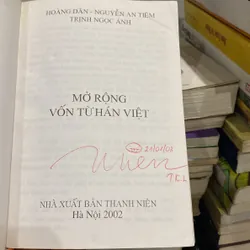 HOÀNG DÂN - NGUYỄN AN TIÊM
TRỊNH NGỌC ÁNH
MỞ RỘNG
VỐN TỪ HÁN VIỆT
NHÀ XUẤT BẢN THANH NIÊN
Hà Nội 2002